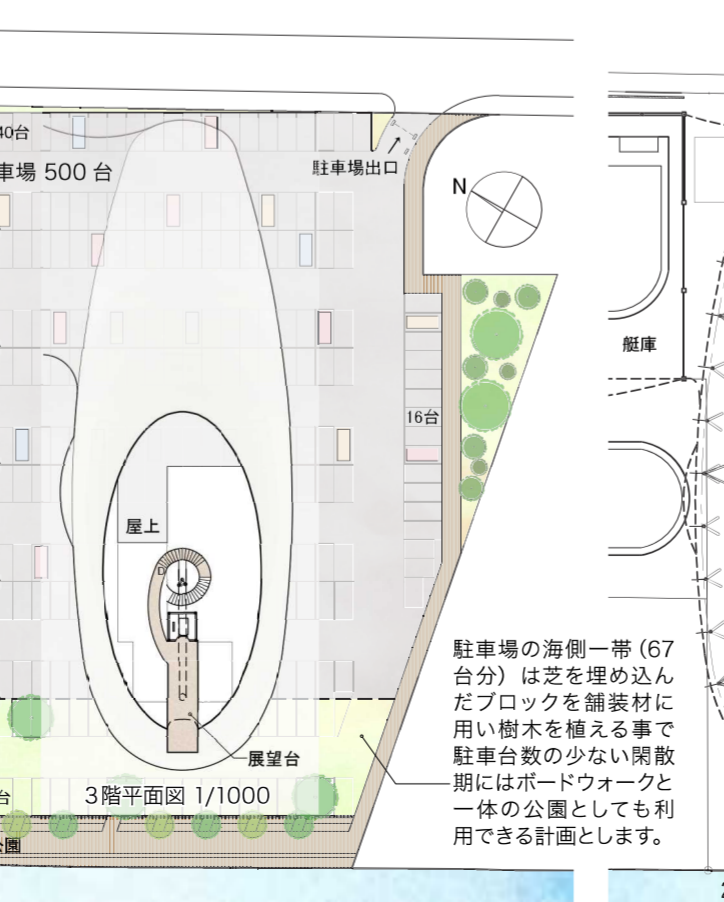 40台
車場 500 台
駐車場出口
N
艇庫
16台
屋上
D
駐車場の海側一帯（67
台分）は芝を埋め込ん
だブロックを舗装材に
用い樹木を植える事で
駐車台数の少ない閑散
期にはボードウォークと
一体の公園としても利
用できる計画とします。
展望台
台
3階平面図 1/1000
公園
2